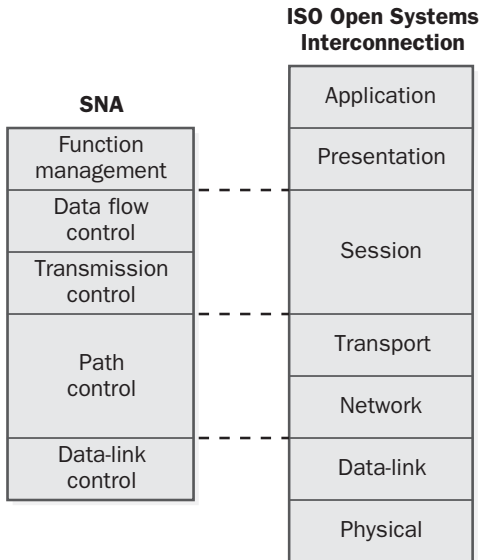 ISO Open Systems
Interconnection
SNA
Function
management
Data flow
control
Transmission
control
Path
control
Data-link
control
Application
Presentation
Session
Transport
Network
Data-link
Physical